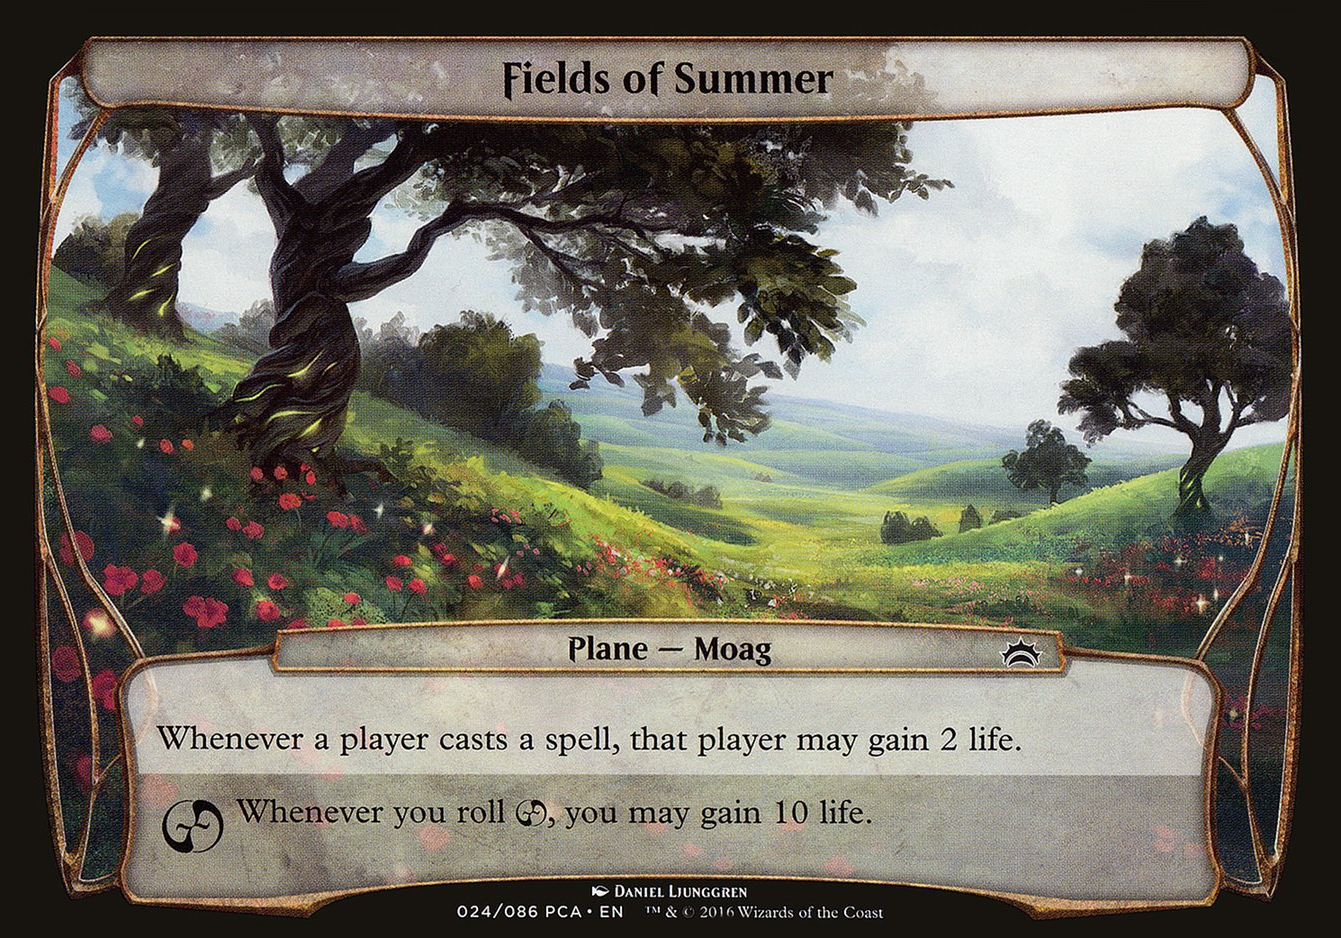 Fields of Summer
Plane — Moag
Whenever a player casts a spell, that player may gain 2 life.
Whenever you roll , you may gain 10 life.
Daniel Ljunggren
024/086 PCA • EN ™ & © 2016 Wizards of the Coast